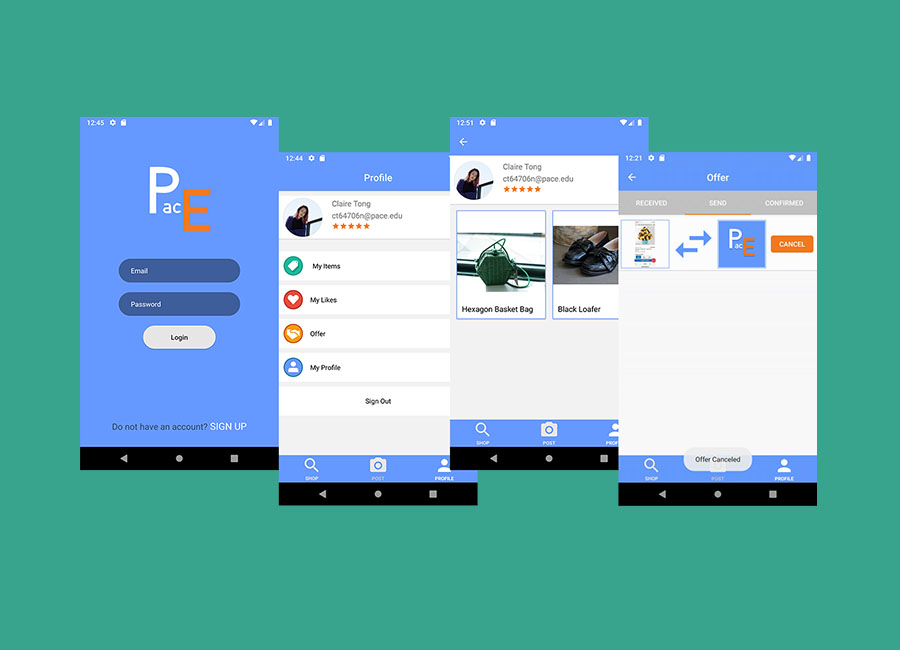 12:45
P
ac
E
Email
Password
Login
Do not have an account? SIGN UP
12:44
Profile
Claire Tong
ct64706n@pace.edu
My Items
My Likes
Offer
My Profile
Sign Out
SHOP POST PROFILE
12:51
Claire Tong
ct64706n@pace.edu
Hexagon Basket Bag Black Loafer
SHOP POST PROF
12:21
Offer
RECEIVED SEND CONFIRMED
P
ac
E
CANCEL
Offer Canceled
SHOP POST PROFILE